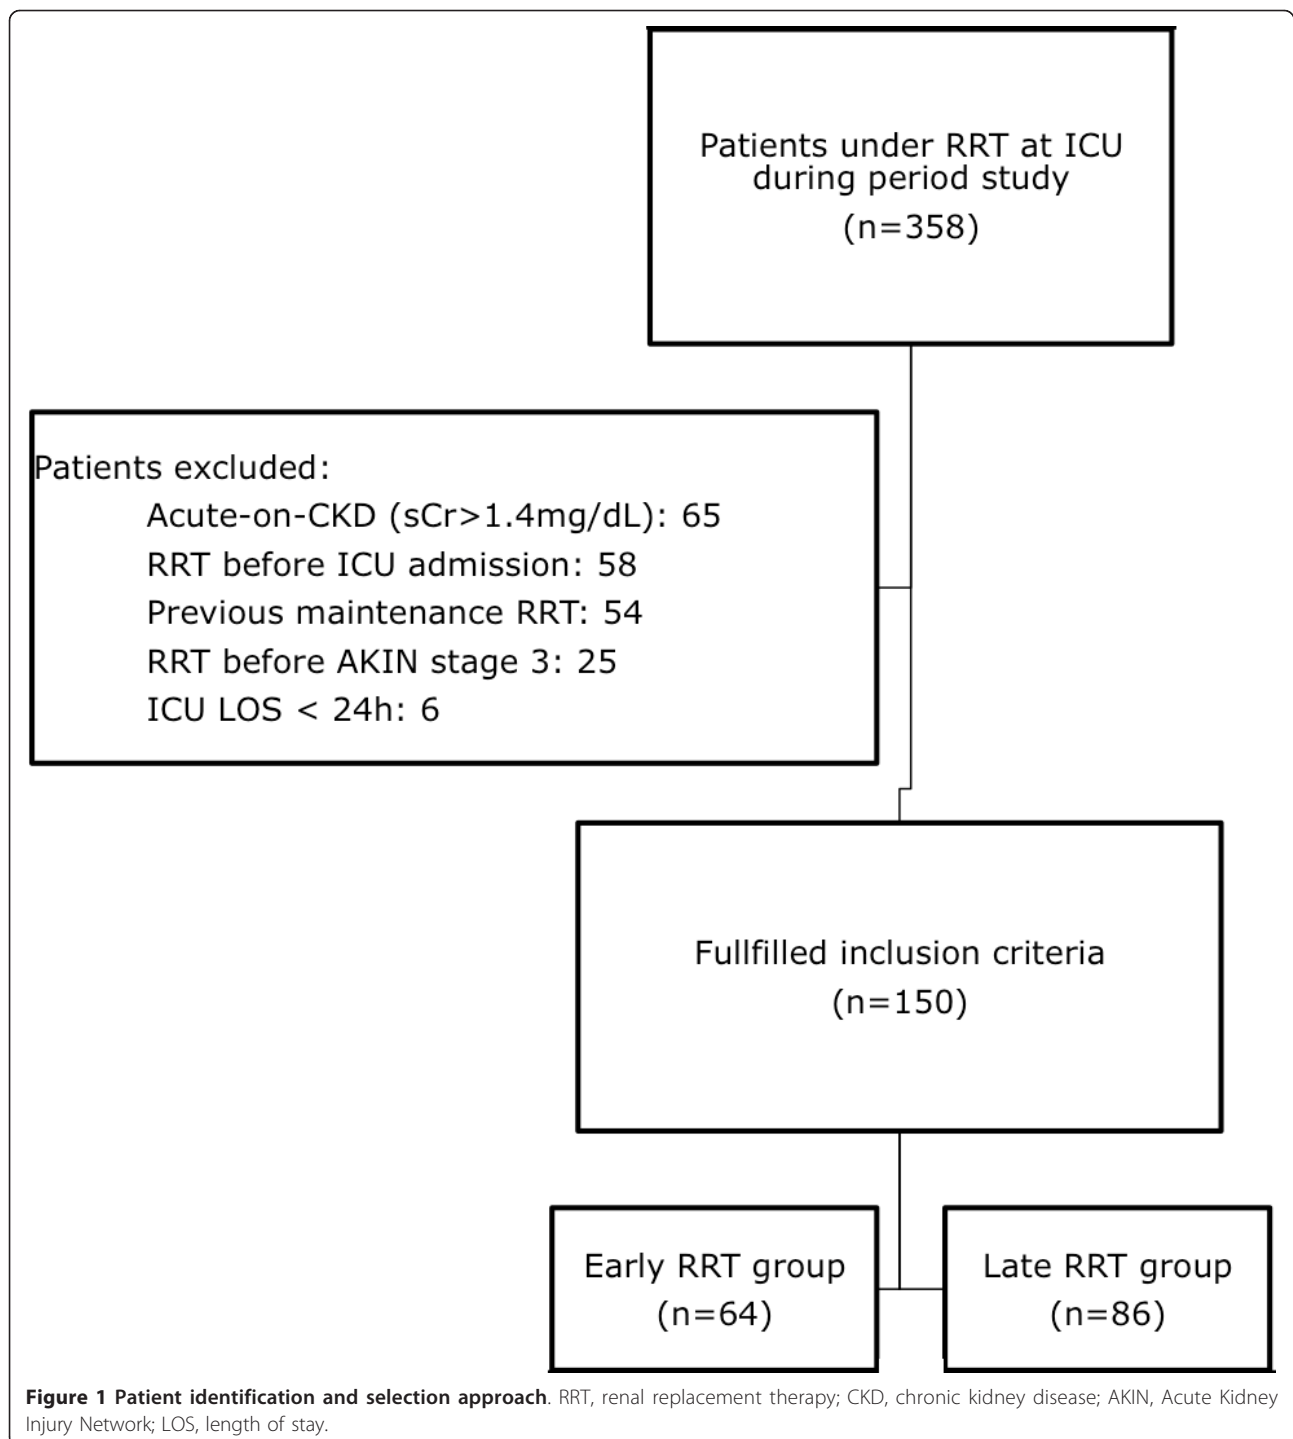 Patients under RRT at ICU
during period study
(n=358)
Patients excluded:
Acute-on-CKD (sCr>1.4mg/dL): 65
RRT before ICU admission: 58
Previous maintenance RRT: 54
RRT before AKIN stage 3: 25
ICU LOS < 24h: 6
Fullfilled inclusion criteria
(n=150)
Early RRT group
(n=64)
Late RRT group
(n=86)
Figure 1 Patient identification and selection approach. RRT, renal replacement therapy; CKD, chronic kidney disease; AKIN, Acute Kidney
Injury Network; LOS, length of stay.